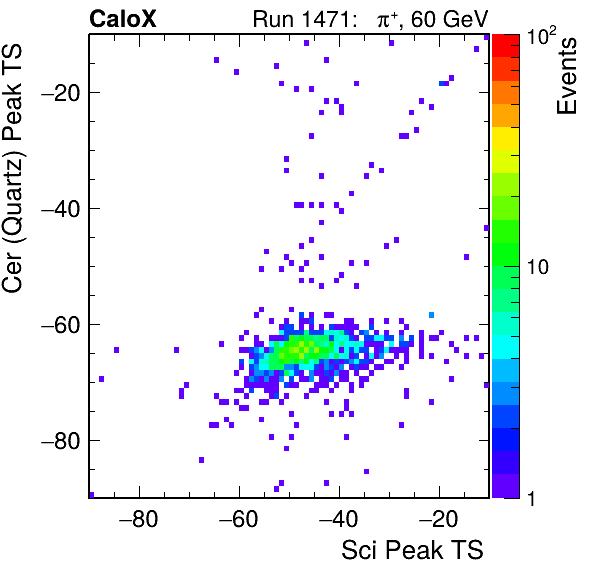 CaloX Run 1471: π⁺, 60 GeV
Cer (Quartz) Peak TS
−20
−40
−60
−80
−80 −60 −40 −20
Sci Peak TS
10²
10
1
Events